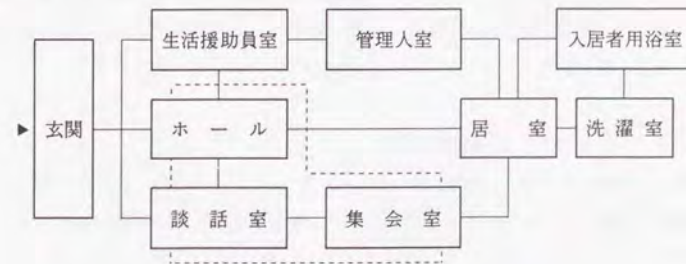 生活援助員室
管理人室
入居者用浴室
玄関
ホール
居室
洗濯室
談話室
集会室